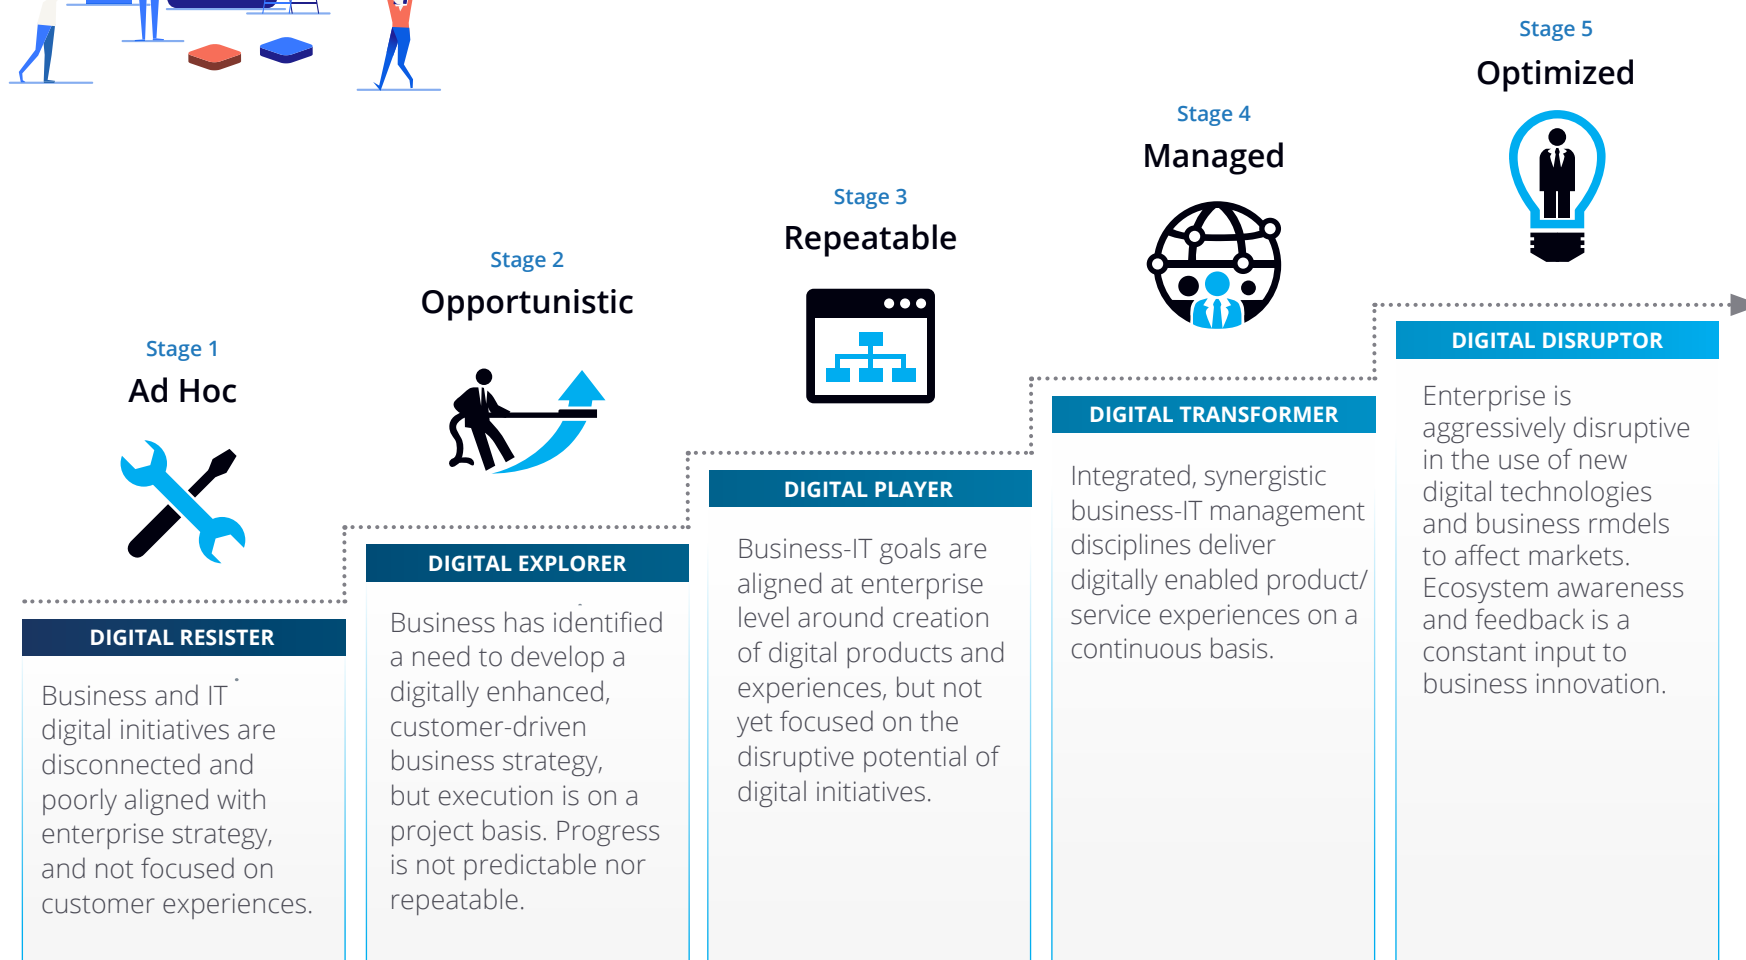 Stage 1
Ad Hoc
DIGITAL RESISTER
Business and IT
digital initiatives are
disconnected and
poorly aligned with
enterprise strategy,
and not focused on
customer experiences.
Stage 2
Opportunistic
DIGITAL EXPLORER
Business has identified
a need to develop a
digitally enhanced,
customer-driven
business strategy,
but execution is on a
project basis. Progress
is not predictable nor
repeatable.
Stage 3
Repeatable
DIGITAL PLAYER
Business-IT goals are
aligned at enterprise
level around creation
of digital products and
experiences, but not
yet focused on the
disruptive potential of
digital initiatives.
Stage 4
Managed
DIGITAL TRANSFORMER
Integrated, synergistic
business-IT management
disciplines deliver
digitally enabled product/
service experiences on a
continuous basis.
Stage 5
Optimized
DIGITAL DISRUPTOR
Enterprise is
aggressively disruptive
in the use of new
digital technologies
and business rmdels
to affect markets.
Ecosystem awareness
and feedback is a
constant input to
business innovation.